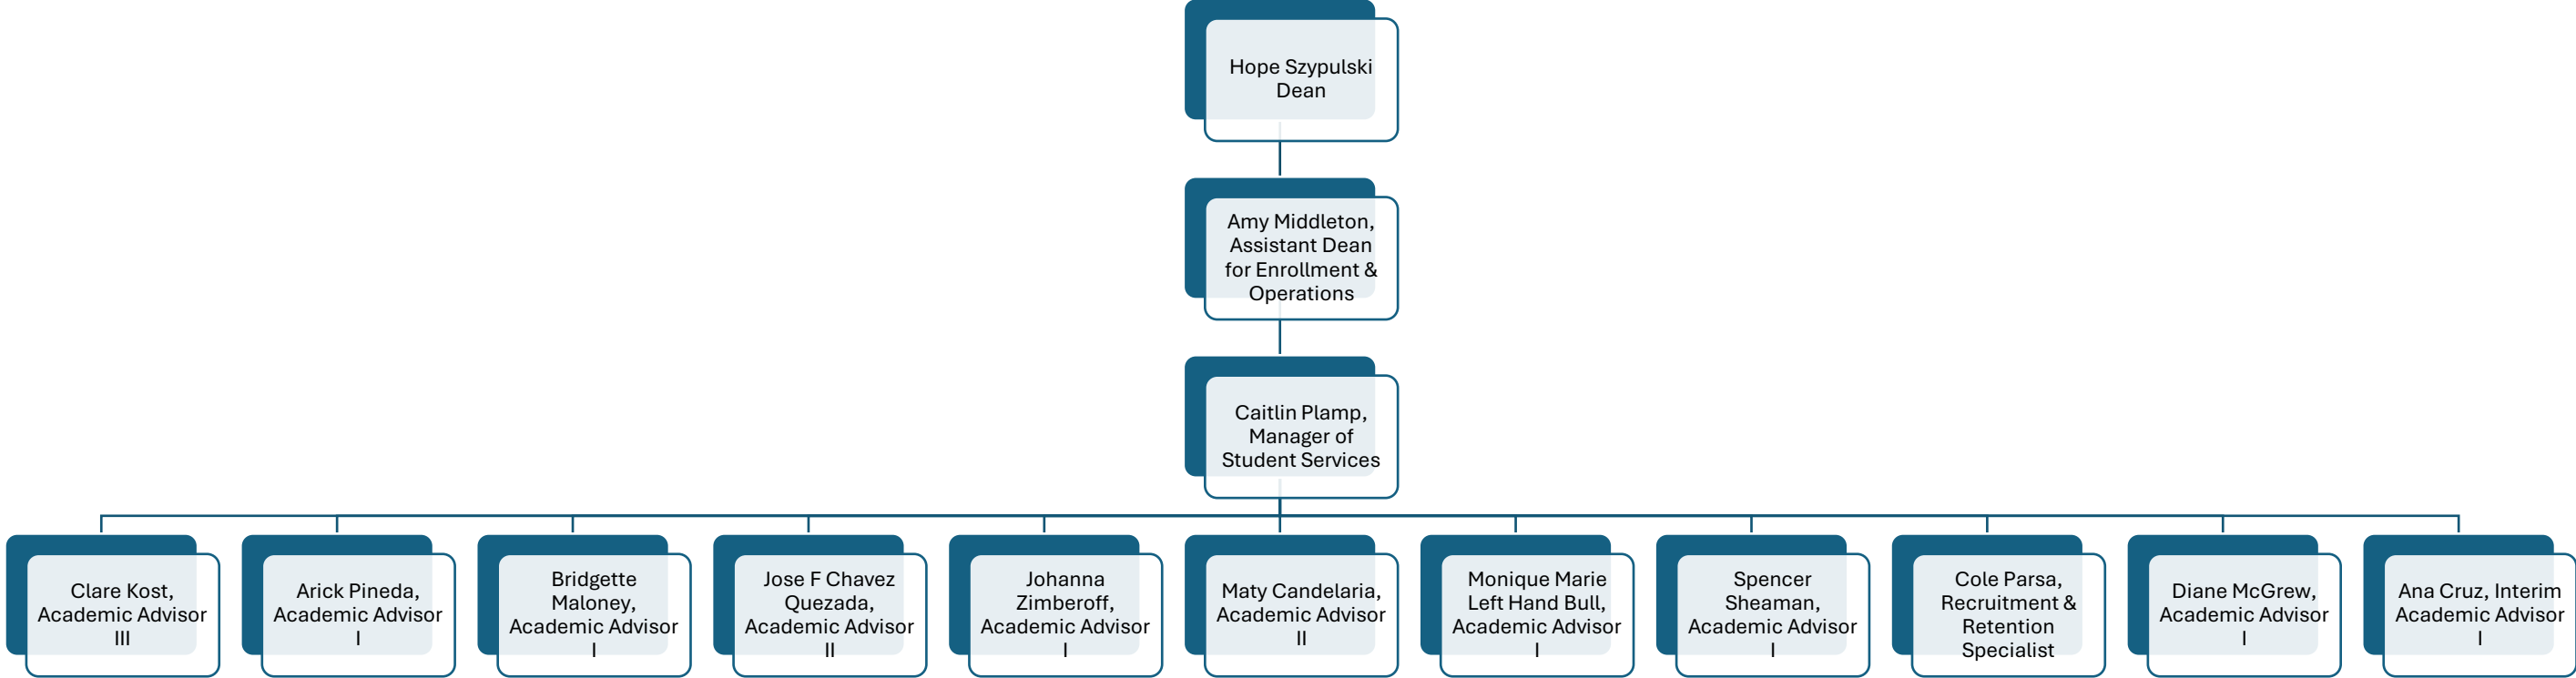 Hope Szypulski
Dean
Amy Middleton,
Assistant Dean
for Enrollment &
Operations
Caitlin Plamp,
Manager of
Student Services
Clare Kost,
Academic Advisor
III
Arick Pineda,
Academic Advisor
I
Bridgette
Maloney,
Academic Advisor
I
Jose F Chavez
Quezada,
Academic Advisor
II
Johanna
Zimberoff,
Academic Advisor
I
Maty Candelaria,
Academic Advisor
II
Monique Marie
Left Hand Bull,
Academic Advisor
I
Spencer
Sheaman,
Academic Advisor
I
Cole Parsa,
Recruitment &
Retention
Specialist
Diane McGrew,
Academic Advisor
I
Ana Cruz, Interim
Academic Advisor
I